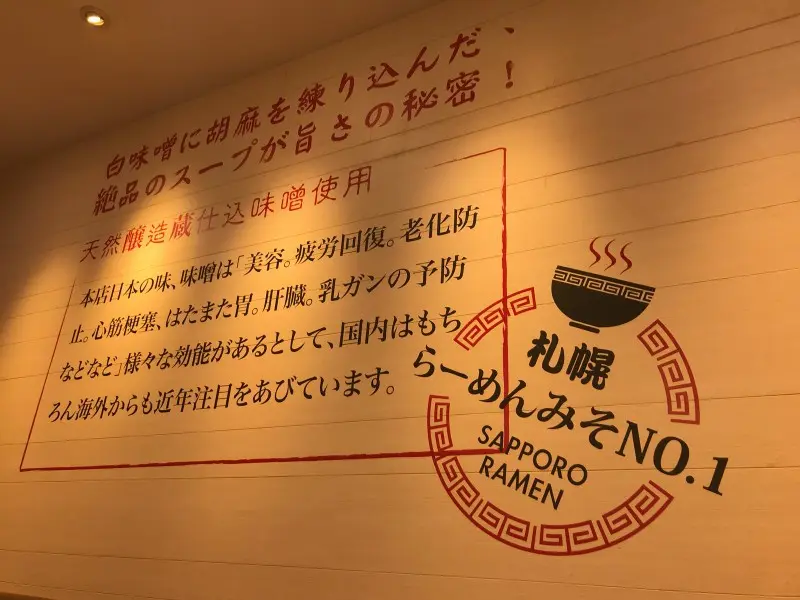 白味噌に胡麻を練り込んだ、
絶品のスープが旨さの秘密！
天然醸造蔵仕込味噌使用
本店日本の味、味噌は「美容。疲労回復。老化防
止。心筋梗塞、はたまた胃。肝臓。乳ガンの予防
などなど」様々な効能があるとして、国内はもち
ろん海外からも近年注目をあびています。
札幌
らーめんみそNO.1
SAPPORO
RAMEN